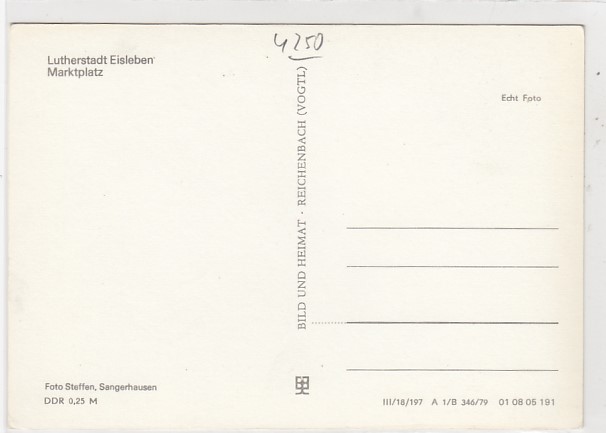 4250
Lutherstadt Eisleben
Marktplatz
Echt Foto
BILD UND HEIMAT · REICHENBACH (VOGTL)
Foto Steffen, Sangerhausen
DDR 0,25 M
III/18/197 A 1/B 346/79 01 08 05 191